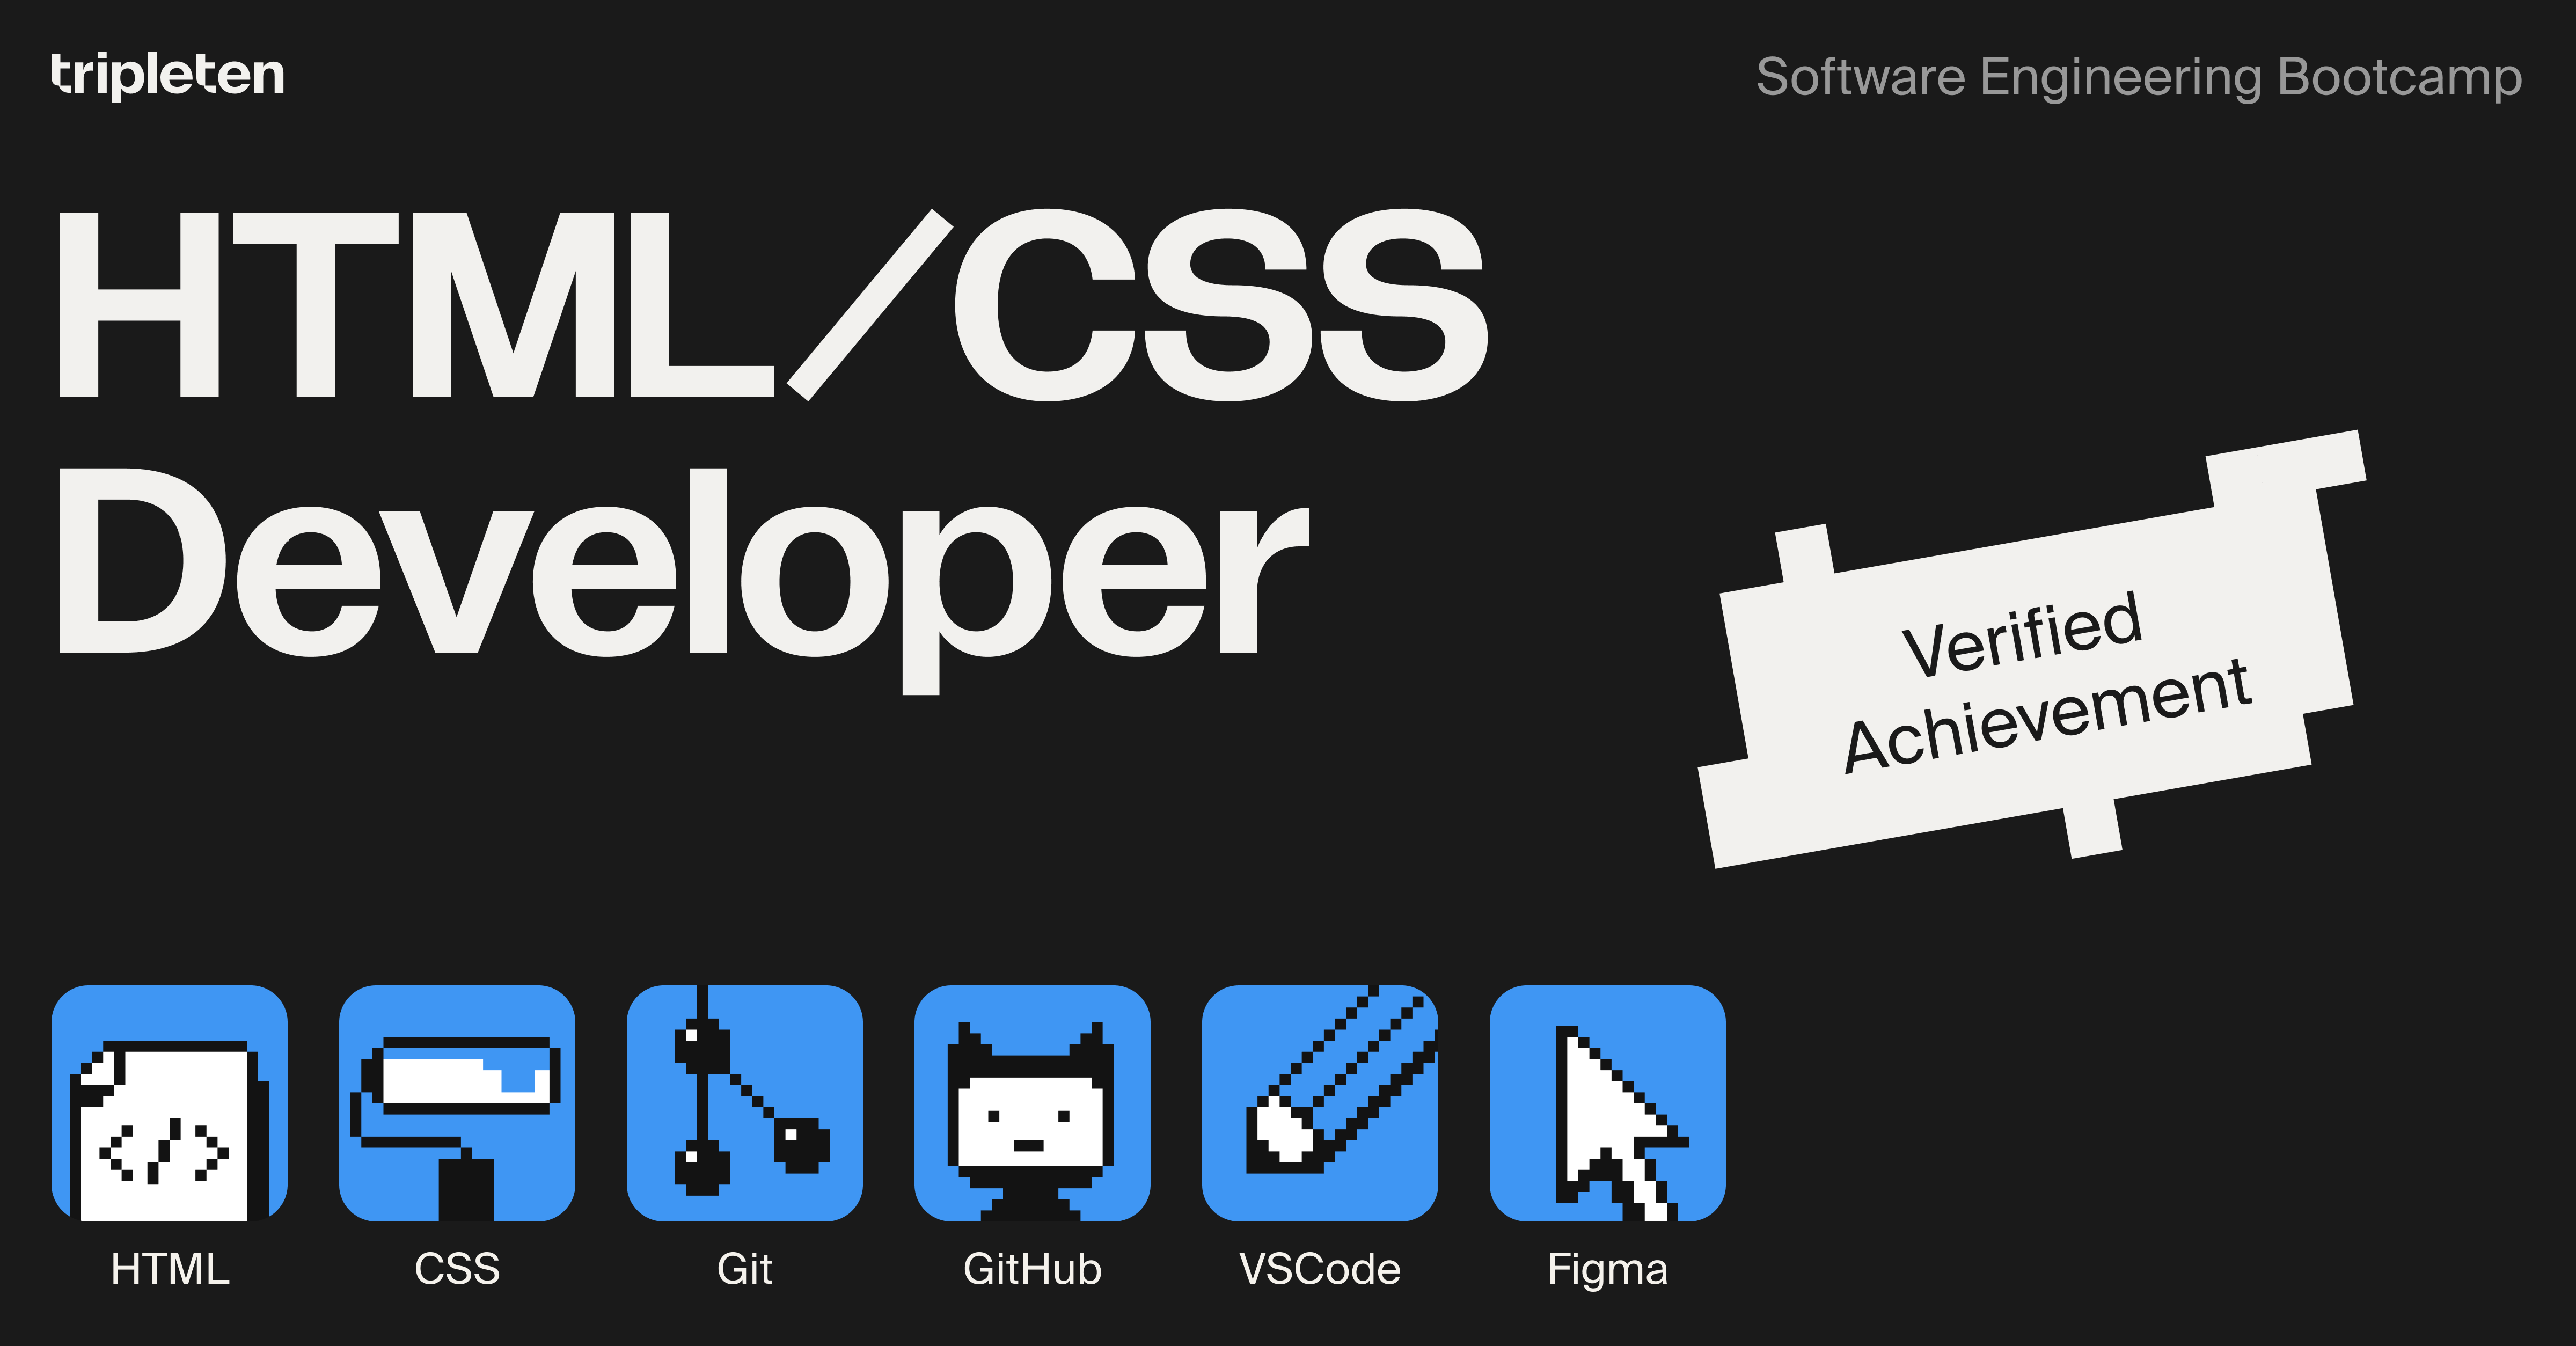 tripleten
Software Engineering Bootcamp
HTML/CSS
Developer
Verified
Achievement
</>
HTML
CSS
Git
GitHub
VSCode
Figma